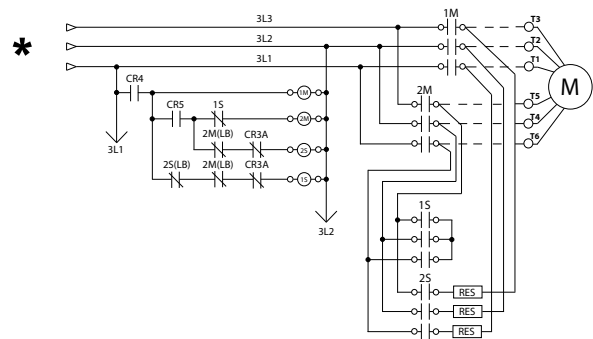 *
3L3
1M
T3
3L2
T2
3L1
T1
CR4
2M
M
1M
CR5
1S
T5
2M
T4
2M(LB)
CR3A
T6
3L1
2S
2S(LB)
2M(LB)
CR3A
1S
1S
3L2
2S
RES
RES
RES